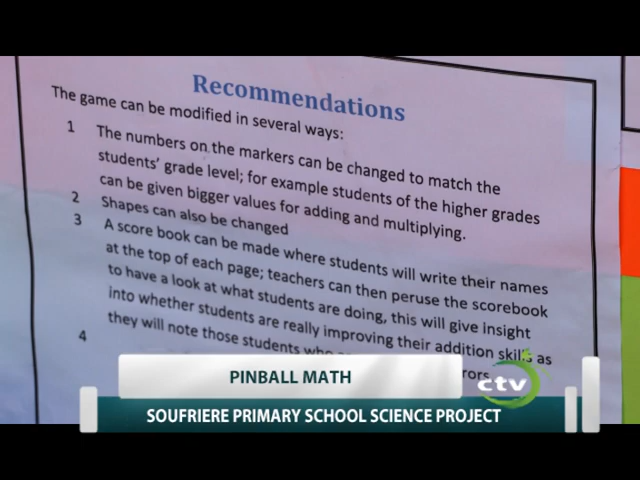 Recommendations
The game can be modified in several ways:
1 The numbers on the markers can be changed to match the
students' grade level; for example students of the higher grades
can be given bigger values for adding and multiplying.
2 Shapes can also be changed
3 A score book can be made where students will write their names
at the top of each page; teachers can then peruse the scorebook
to have a look at what students are doing, this will give insight
into whether students are really improving their addition skills as
they will note those students who
4
PINBALL MATH
ctv
SOUFRIERE PRIMARY SCHOOL SCIENCE PROJECT